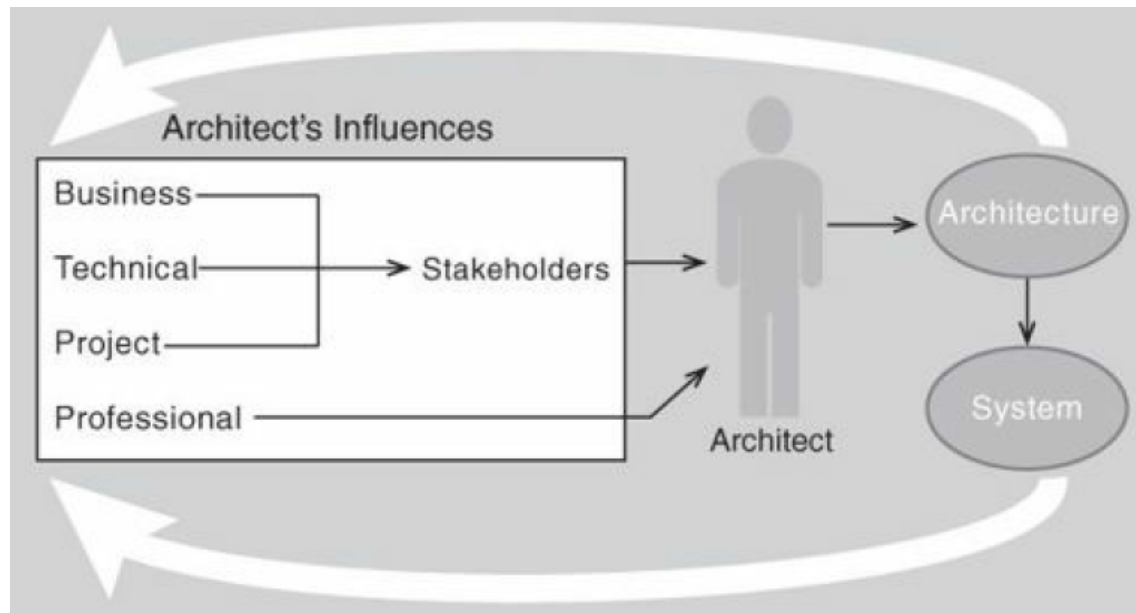 Architect's Influences
Business
Technical
Stakeholders
Project
Professional
Architect
Architecture
System